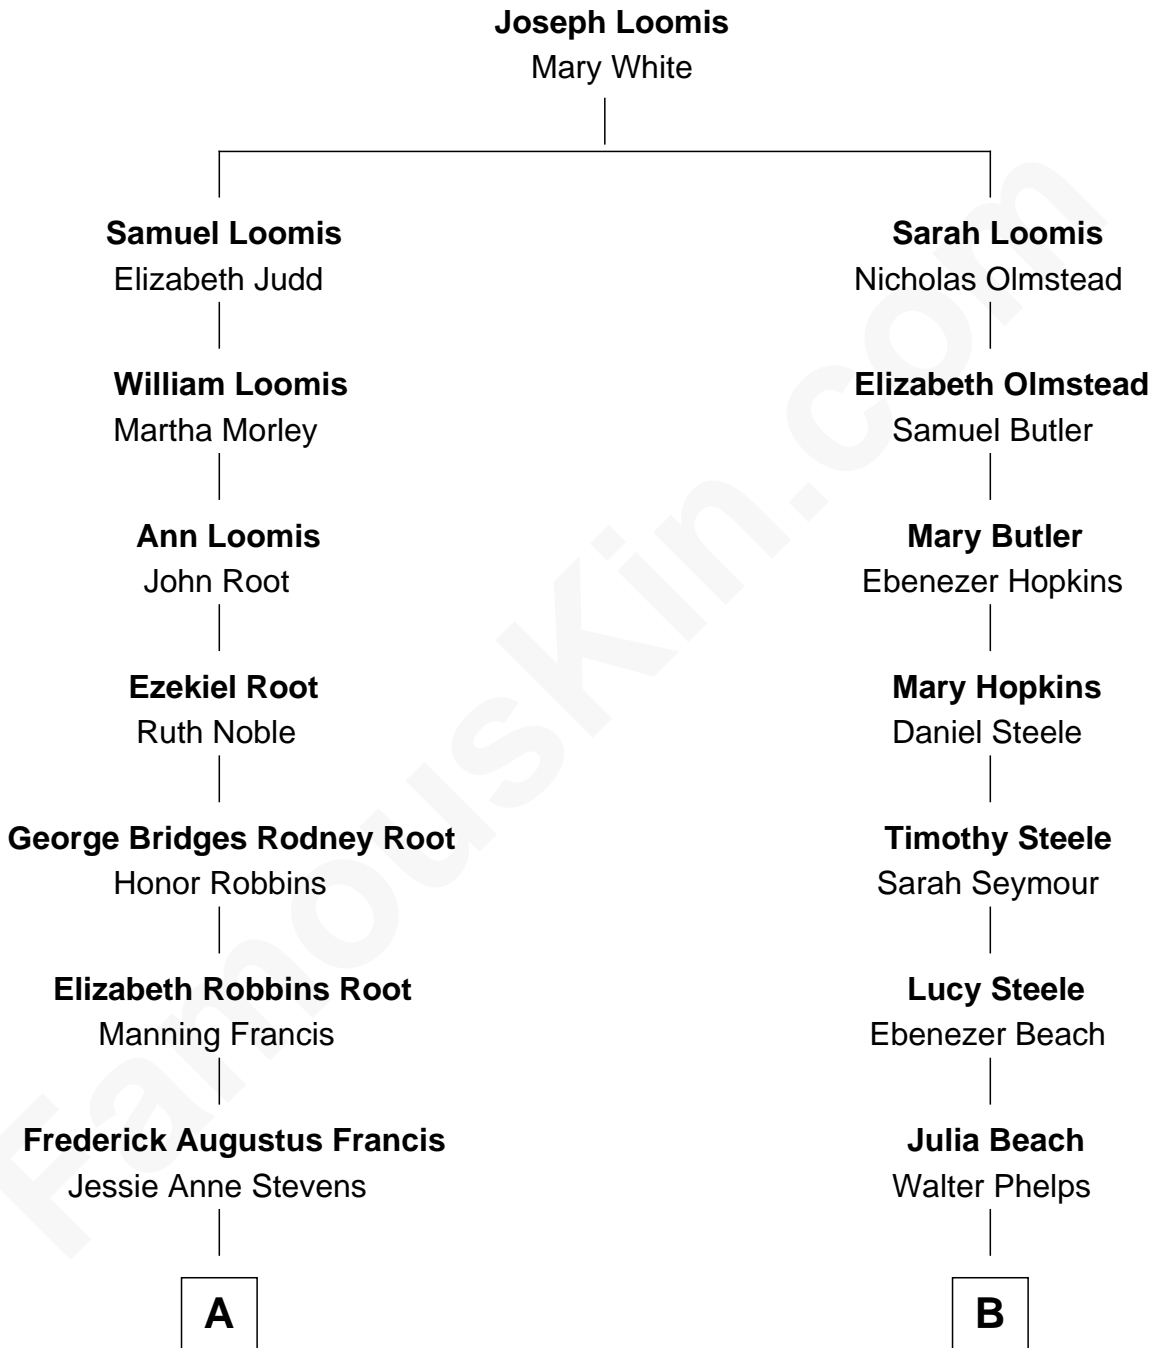 Joseph Loomis
Mary White
Samuel Loomis
Elizabeth Judd
Sarah Loomis
Nicholas Olmstead
William Loomis
Martha Morley
Elizabeth Olmstead
Samuel Butler
Ann Loomis
John Root
Mary Butler
Ebenezer Hopkins
Ezekiel Root
Ruth Noble
Mary Hopkins
Daniel Steele
George Bridges Rodney Root
Honor Robbins
Timothy Steele
Sarah Seymour
Elizabeth Robbins Root
Manning Francis
Lucy Steele
Ebenezer Beach
Frederick Augustus Francis
Jessie Anne Stevens
Julia Beach
Walter Phelps
A
B
FamousKin.com